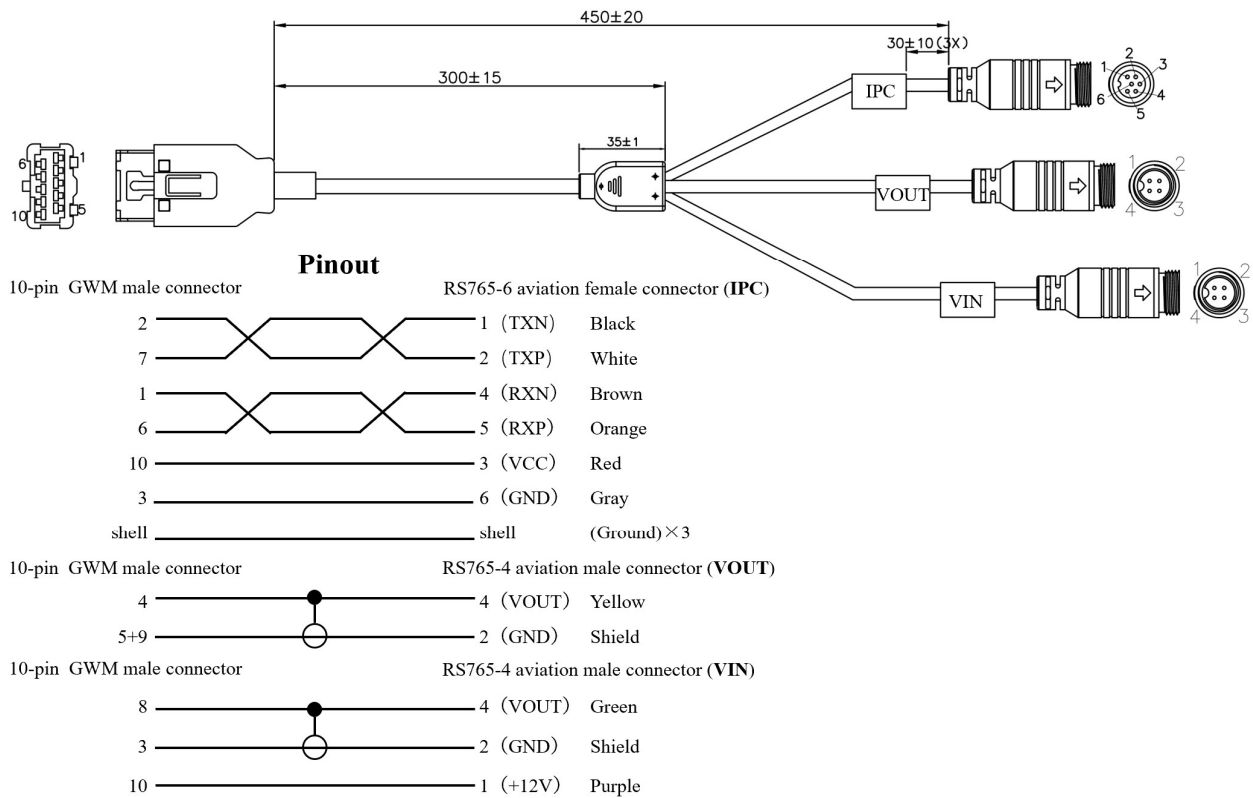 450±20
30±10(3X)
300±15
35±1
IPC
1 2 3
6 5 4
6 1
10 5
VOUT
1 2
4 3
VIN
1 2
4 3
Pinout
10-pin GWM male connector RS765-6 aviation female connector (IPC)
2 1 (TXN) Black
7 2 (TXP) White
1 4 (RXN) Brown
6 5 (RXP) Orange
10 3 (VCC) Red
3 6 (GND) Gray
shell shell (Ground)×3
10-pin GWM male connector RS765-4 aviation male connector (VOUT)
4 4 (VOUT) Yellow
5+9 2 (GND) Shield
10-pin GWM male connector RS765-4 aviation male connector (VIN)
8 4 (VOUT) Green
3 2 (GND) Shield
10 1 (+12V) Purple